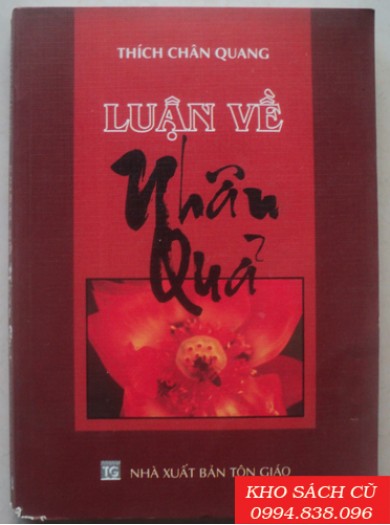 THÍCH CHÂN QUANG
LUẬN VỀ
Nhân
Quả
TG NHÀ XUẤT BẢN TÔN GIÁO
KHO SÁCH CŨ
0994.838.096